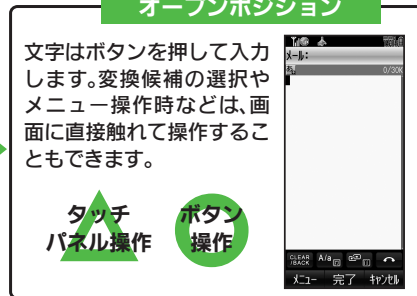 オープンポジション
文字はボタンを押して入力
します。変換候補の選択や
メニュー操作時などは、画
面に直接触れて操作するこ
ともできます。
タッチ
パネル操作
ボタン
操作
メール:
0/30K
CLEAR
/BACK
A/a
メニュー 完了 キャンセル